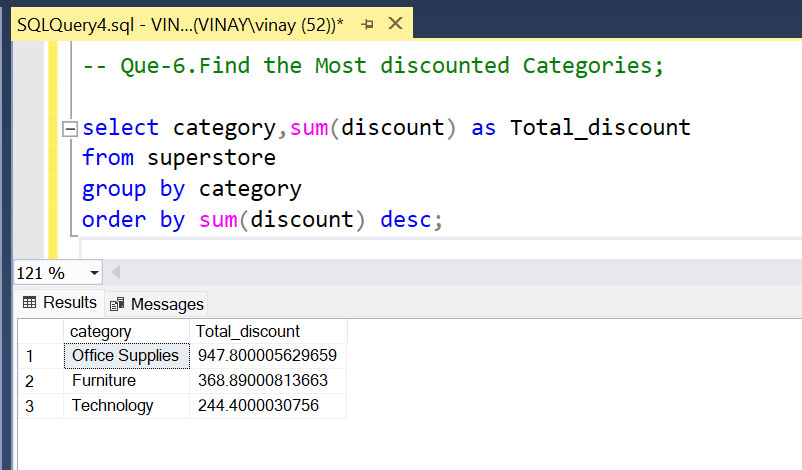 SQLQuery4.sql - VIN...(VINAY\vinay (52))*
-- Que-6.Find the Most discounted Categories;
select category,sum(discount) as Total_discount
from superstore
group by category
order by sum(discount) desc;
121 %
Results Messages
category Total_discount
1 Office Supplies 947.800005629659
2 Furniture 368.89000813663
3 Technology 244.4000030756